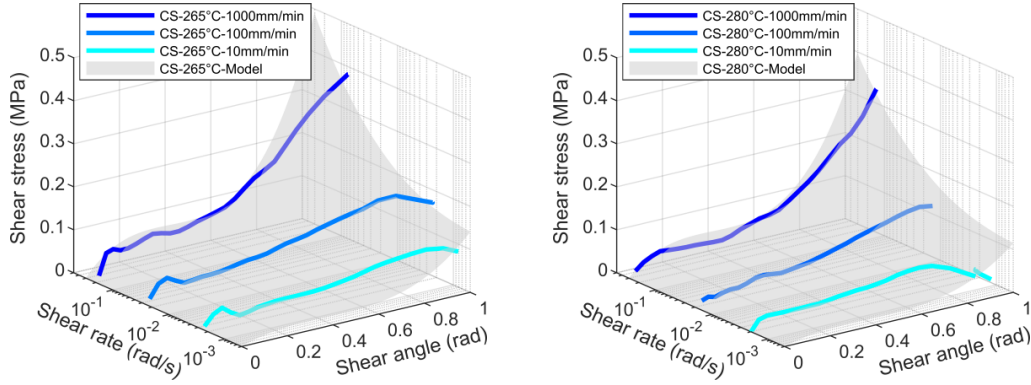 CS-265°C-1000mm/min
CS-265°C-100mm/min
CS-265°C-10mm/min
CS-265°C-Model
0.5
0.4
0.3
0.2
0.1
0
Shear stress (MPa)
10⁻¹
10⁻²
10⁻³
Shear rate (rad/s)
0
0.2
0.4
0.6
0.8
1
Shear angle (rad)
CS-280°C-1000mm/min
CS-280°C-100mm/min
CS-280°C-10mm/min
CS-280°C-Model
0.5
0.4
0.3
0.2
0.1
0
Shear stress (MPa)
10⁻¹
10⁻²
10⁻³
Shear rate (rad/s)
0
0.2
0.4
0.6
0.8
1
Shear angle (rad)